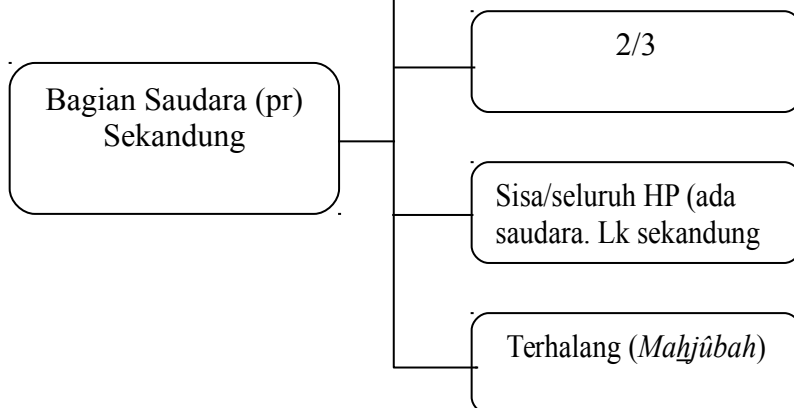 2/3
Bagian Saudara (pr)
Sekandung
Sisa/seluruh HP (ada
saudara. Lk sekandung
Terhalang (Mahjûbah)